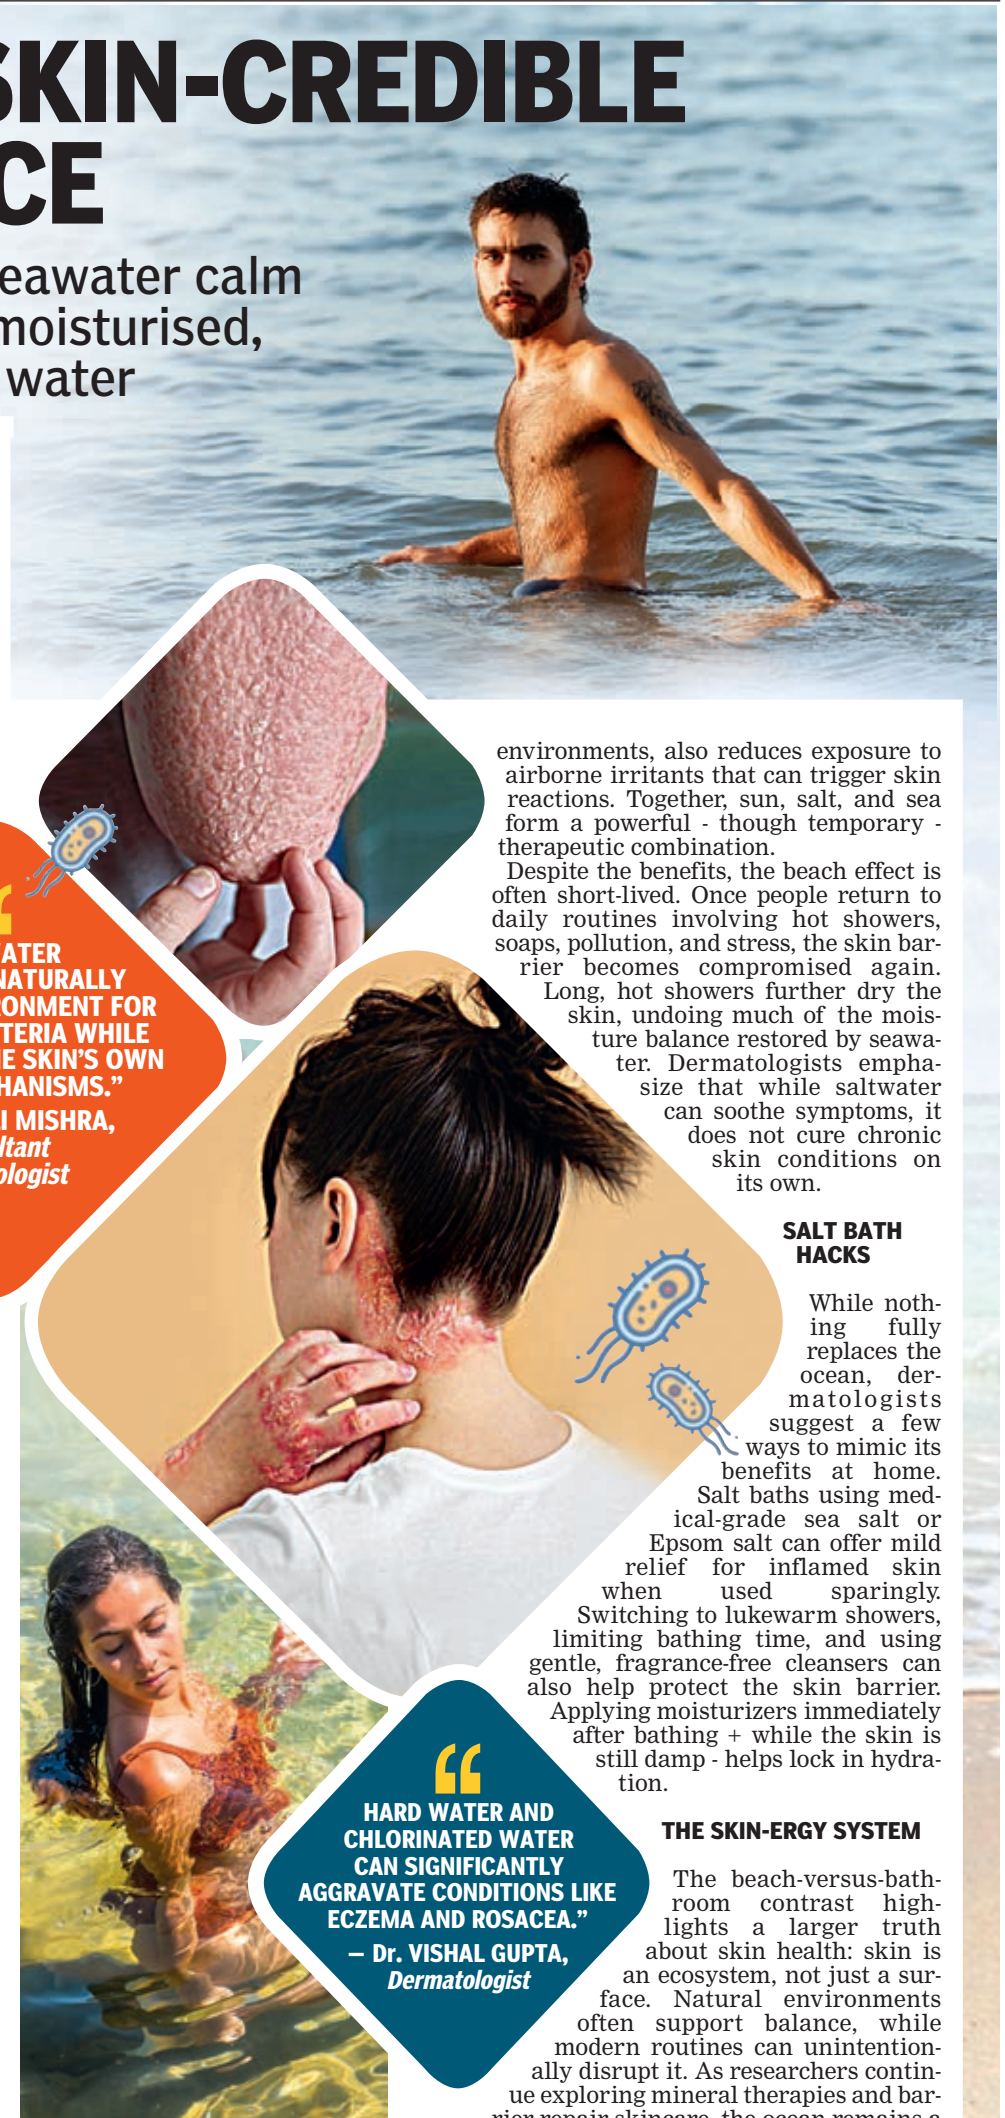 SKIN-CREDIBLE
CE
eawater calm
moisturised,
water
environments, also reduces exposure to
airborne irritants that can trigger skin
reactions. Together, sun, salt, and sea
form a powerful - though temporary -
therapeutic combination.
Despite the benefits, the beach effect is
often short-lived. Once people return to
daily routines involving hot showers,
soaps, pollution, and stress, the skin bar-
rier becomes compromised again.
Long, hot showers further dry the
skin, undoing much of the mois-
ture balance restored by seawa-
ter. Dermatologists empha-
size that while saltwater
can soothe symptoms, it
does not cure chronic
skin conditions on
its own.
ATER
NATURALLY
RONMENT FOR
TERIA WHILE
E SKIN'S OWN
HANISMS.”
I MISHRA,
ltant
ologist
SALT BATH
HACKS
While noth-
ing fully
replaces the
ocean, der-
matologists
suggest a few
ways to mimic its
benefits at home.
Salt baths using med-
ical-grade sea salt or
Epsom salt can offer mild
relief for inflamed skin
when used sparingly.
Switching to lukewarm showers,
limiting bathing time, and using
gentle, fragrance-free cleansers can
also help protect the skin barrier.
Applying moisturizers immediately
after bathing + while the skin is
still damp - helps lock in hydra-
tion.
“
HARD WATER AND
CHLORINATED WATER
CAN SIGNIFICANTLY
AGGRAVATE CONDITIONS LIKE
ECZEMA AND ROSACEA.”
— Dr. VISHAL GUPTA,
Dermatologist
THE SKIN-ERGY SYSTEM
The beach-versus-bath-
room contrast high-
lights a larger truth
about skin health: skin is
an ecosystem, not just a sur-
face. Natural environments
often support balance, while
modern routines can unintention-
ally disrupt it. As researchers contin-
ue exploring mineral therapies and bar-
rier repair skincare, the ocean remains a